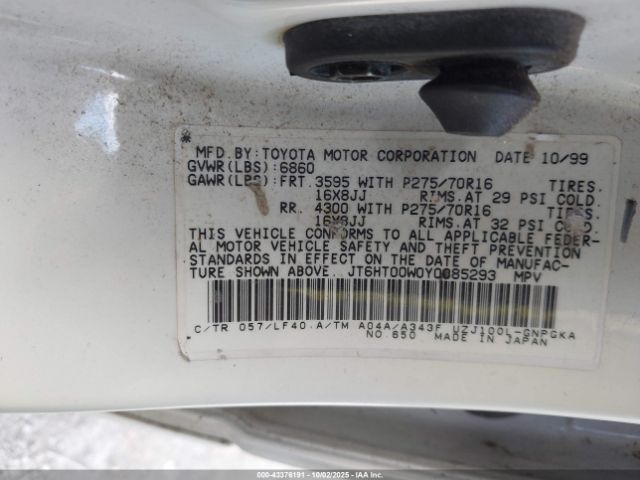 MFD.BY:TOYOTA MOTOR CORPORATION DATE 10/99
GVWR(LBS):6860
GAWR(LBS):FRT.3595 WITH P275/70R16 TIRES.
16X8JJ RIMS.AT 29 PSI COLD.
RR. 4300 WITH P275/70R16 TIRES.
16X8JJ RIMS.AT 32 PSI COLD.
THIS VEHICLE CONFORMS TO ALL APPLICABLE FEDER-
AL MOTOR VEHICLE SAFETY AND THEFT PREVENTION
STANDARDS IN EFFECT ON THE DATE OF MANUFAC-
TURE SHOWN ABOVE. JT6HT00W0Y0085293 MPV
C/TR 057/LF40 A/TM A04A/A343F UZJ100L-GNPGKA
NO.650 MADE IN JAPAN
000-43376191 - 10/02/2025 - IAAI.COM